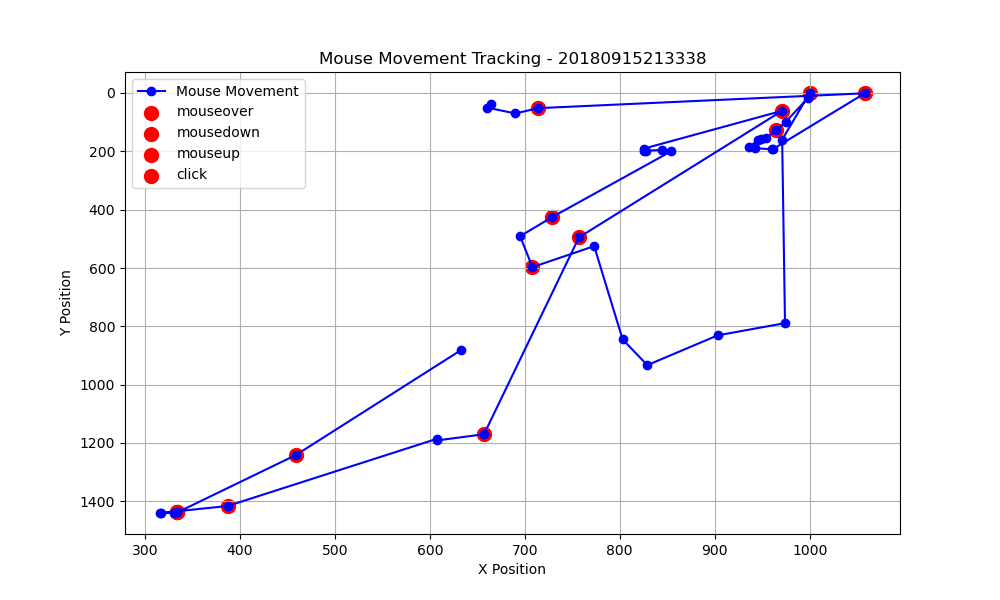 Mouse Movement Tracking - 20180915213338
Mouse Movement
mouseover
mousedown
mouseup
click
0
200
400
600
800
1000
1200
1400
Y Position
300 400 500 600 700 800 900 1000
X Position